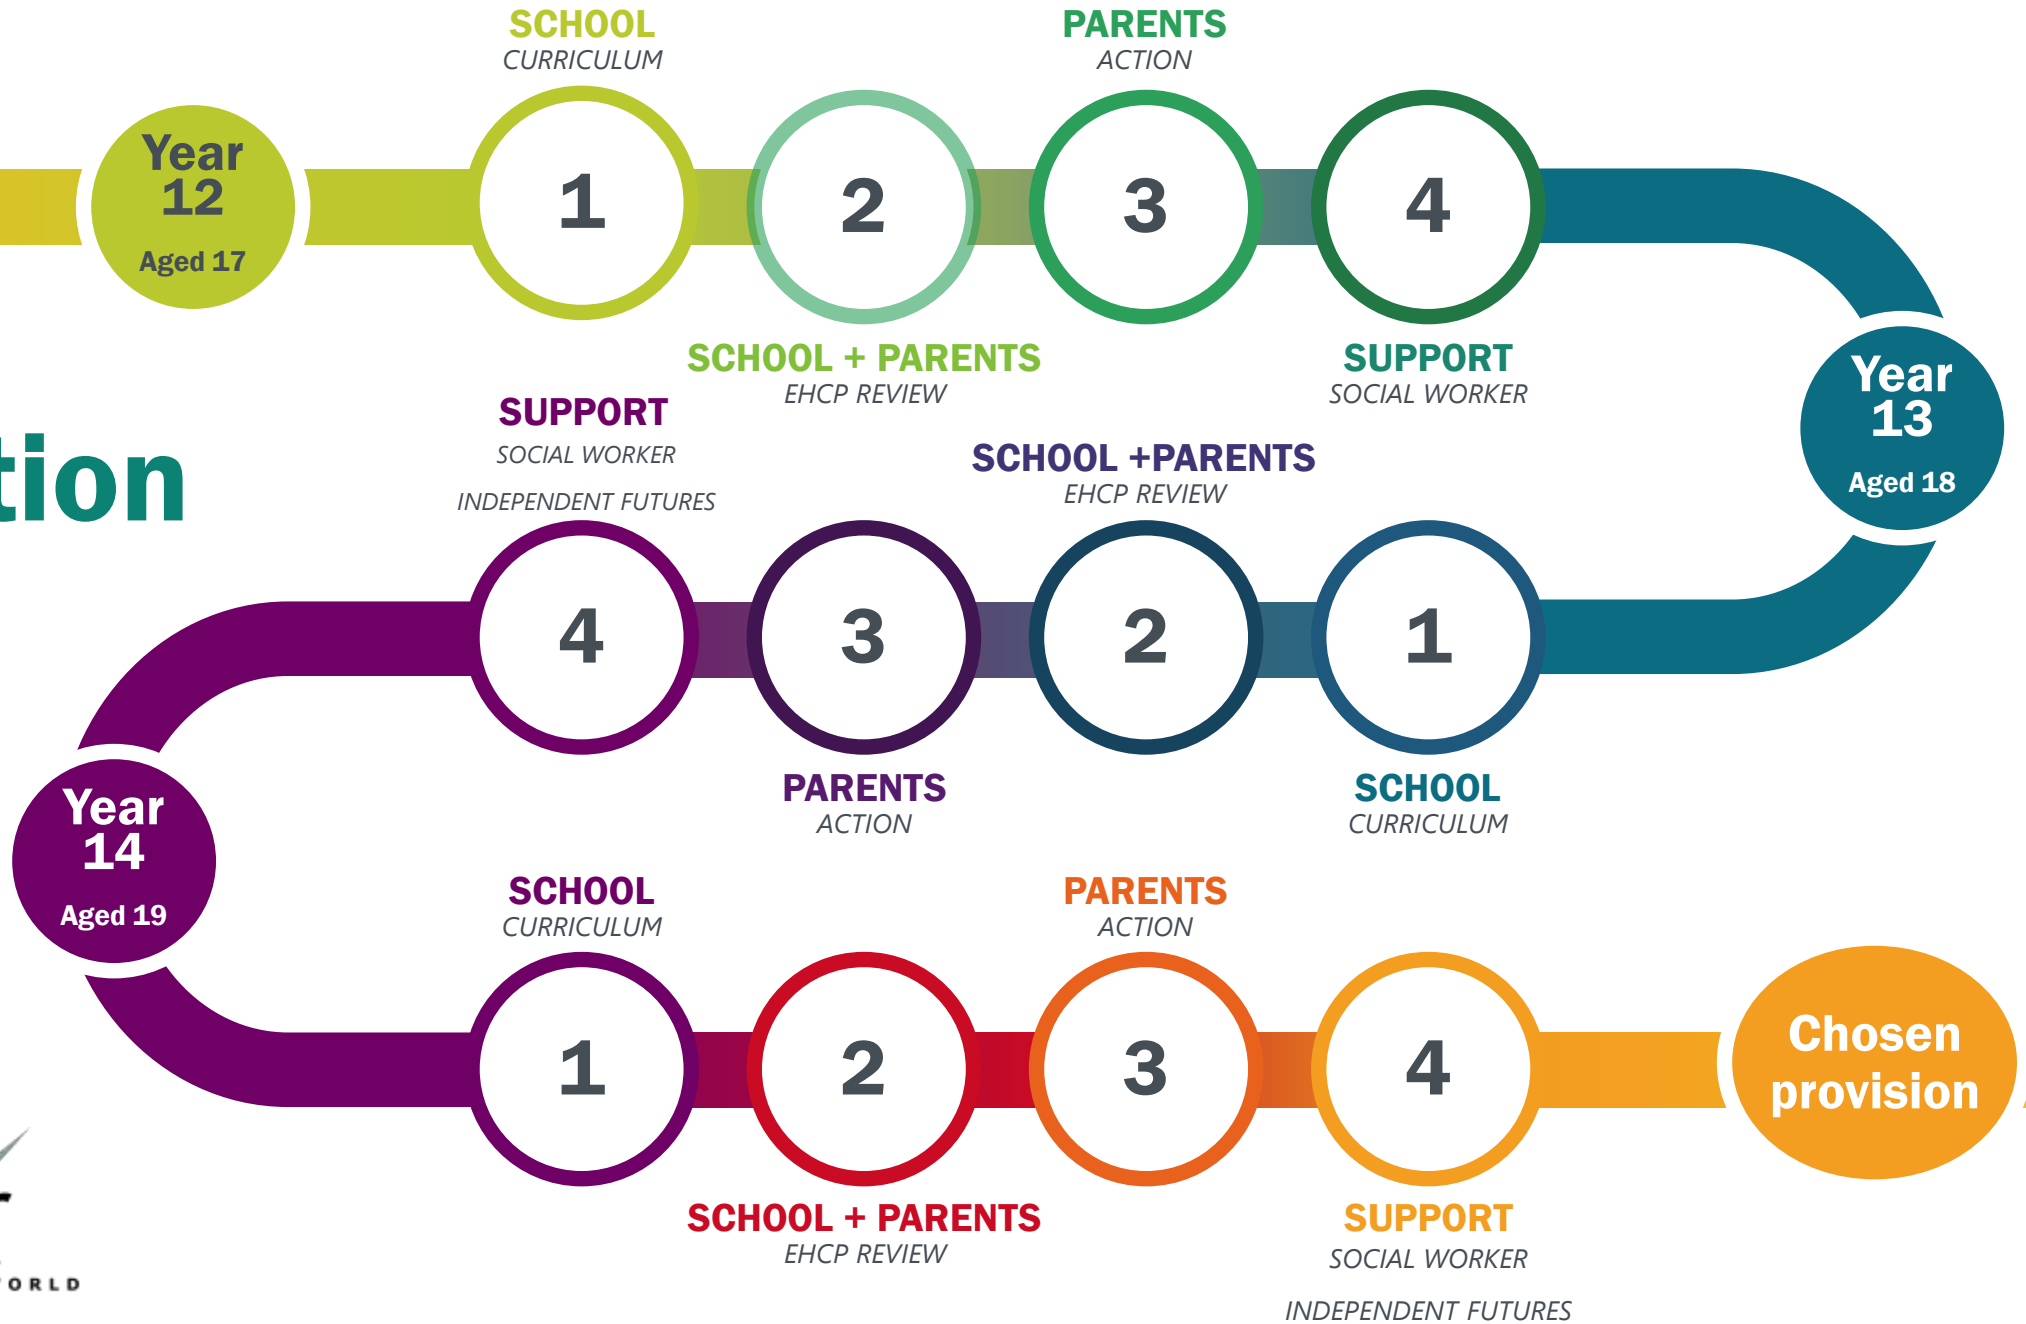 SCHOOL
CURRICULUM
PARENTS
ACTION
Year
12
Aged 17
1
2
3
4
SCHOOL + PARENTS
EHCP REVIEW
SUPPORT
SOCIAL WORKER
Year
13
Aged 18
tion
SUPPORT
SOCIAL WORKER
INDEPENDENT FUTURES
SCHOOL +PARENTS
EHCP REVIEW
4
3
2
1
PARENTS
ACTION
SCHOOL
CURRICULUM
Year
14
Aged 19
SCHOOL
CURRICULUM
PARENTS
ACTION
1
2
3
4
Chosen
provision
SCHOOL + PARENTS
EHCP REVIEW
SUPPORT
SOCIAL WORKER
INDEPENDENT FUTURES
ORLD